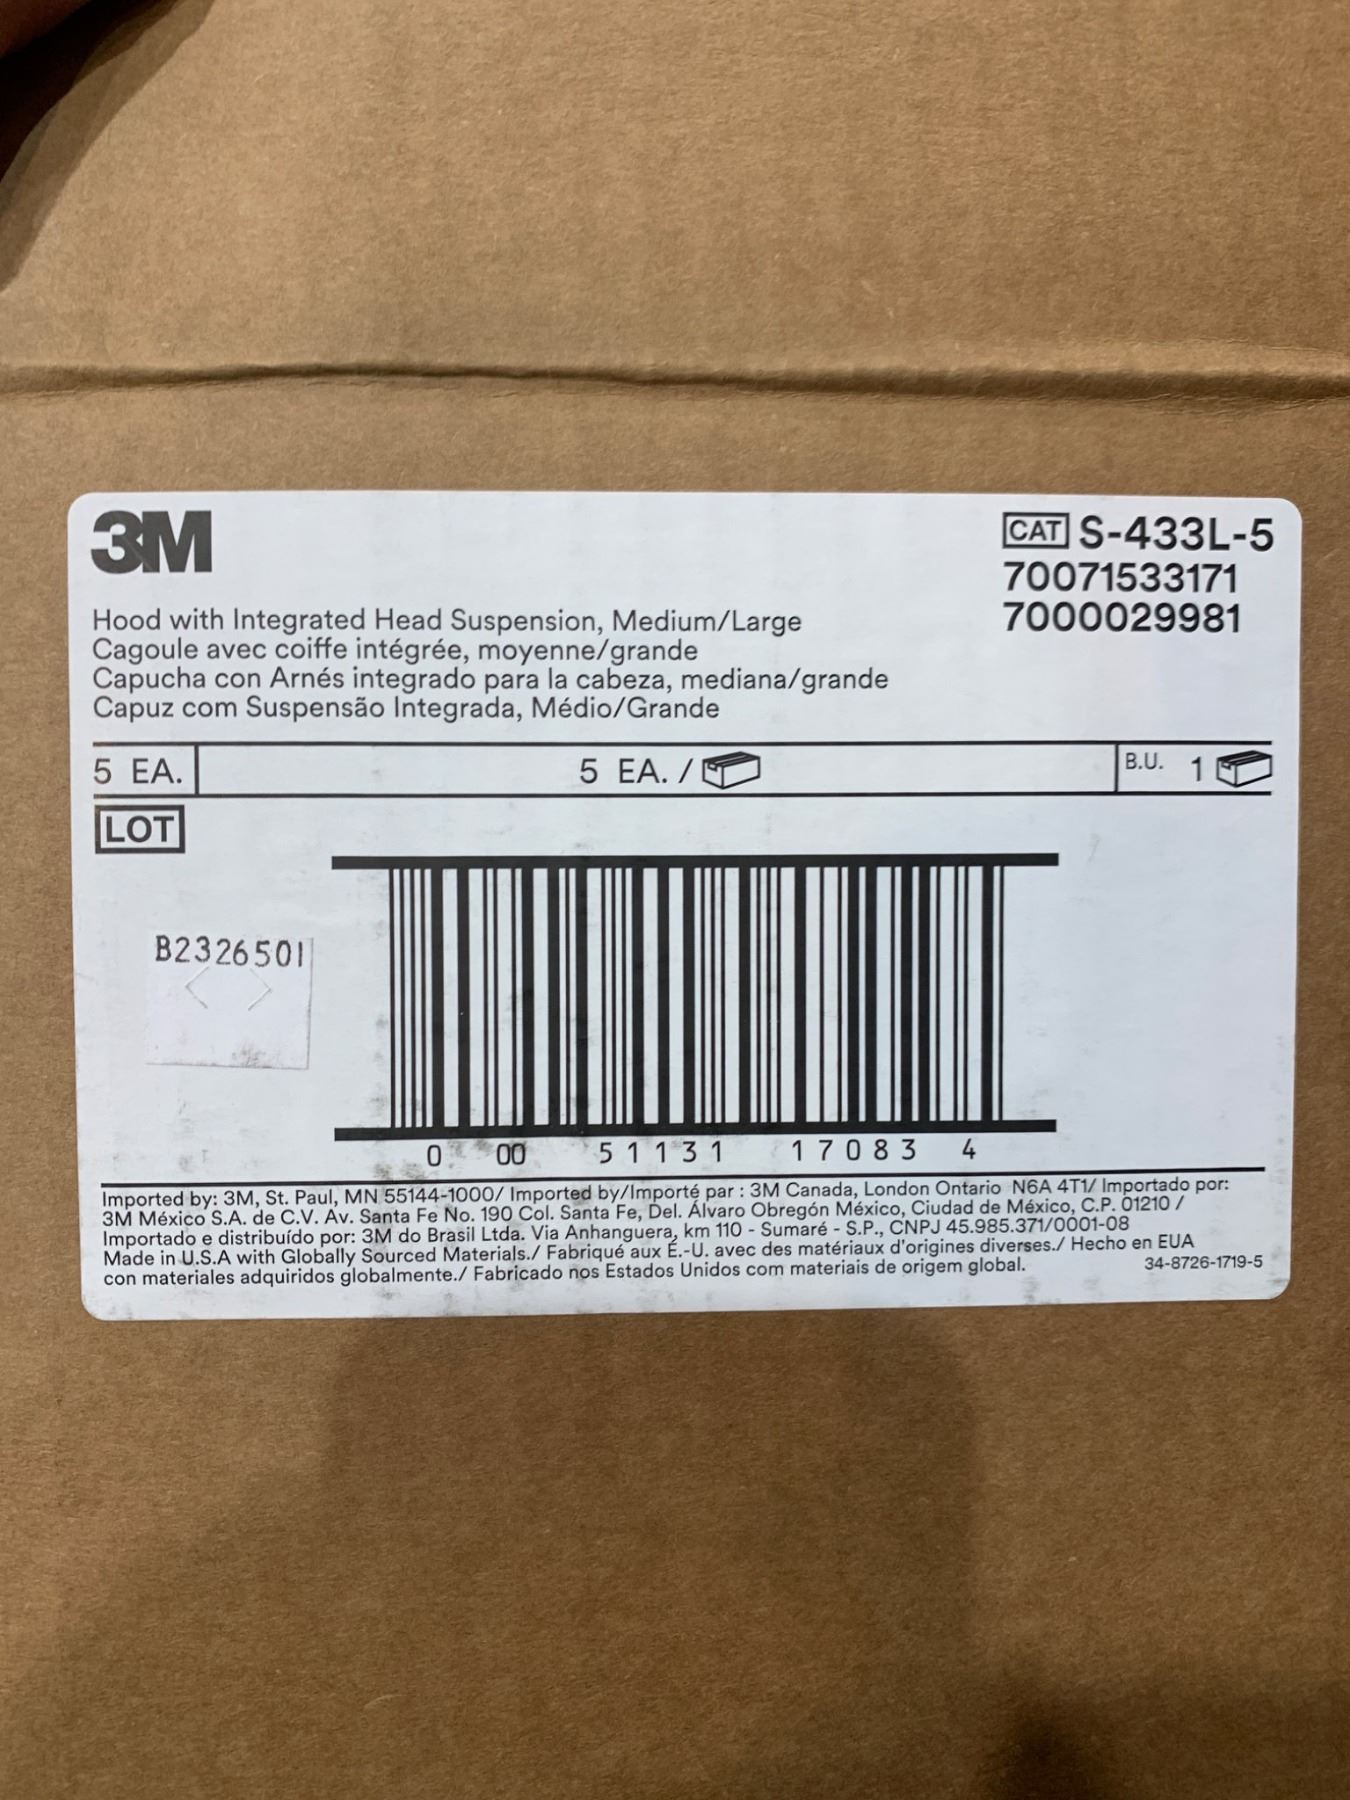 3M
CAT S-433L-5
70071533171
7000029981
Hood with Integrated Head Suspension, Medium/Large
Cagoule avec coiffe intégrée, moyenne/grande
Capucha con Arnés integrado para la cabeza, mediana/grande
Capuz com Suspensão Integrada, Médio/Grande
5 EA. 5 EA. / B.U. 1
LOT
B2326501
0 00 51131 17083 4
Imported by: 3M, St. Paul, MN 55144-1000/ Imported by/Importé par : 3M Canada, London Ontario N6A 4T1/ Importado por:
3M México S.A. de C.V. Av. Santa Fe No. 190 Col. Santa Fe, Del. Álvaro Obregón México, Ciudad de México, C.P. 01210 /
Importado e distribuído por: 3M do Brasil Ltda. Via Anhanguera, km 110 - Sumaré - S.P., CNPJ 45.985.371/0001-08
Made in U.S.A with Globally Sourced Materials./ Fabriqué aux É.-U. avec des matériaux d'origines diverses./ Hecho en EUA
con materiales adquiridos globalmente./ Fabricado nos Estados Unidos com materiais de origem global.
34-8726-1719-5